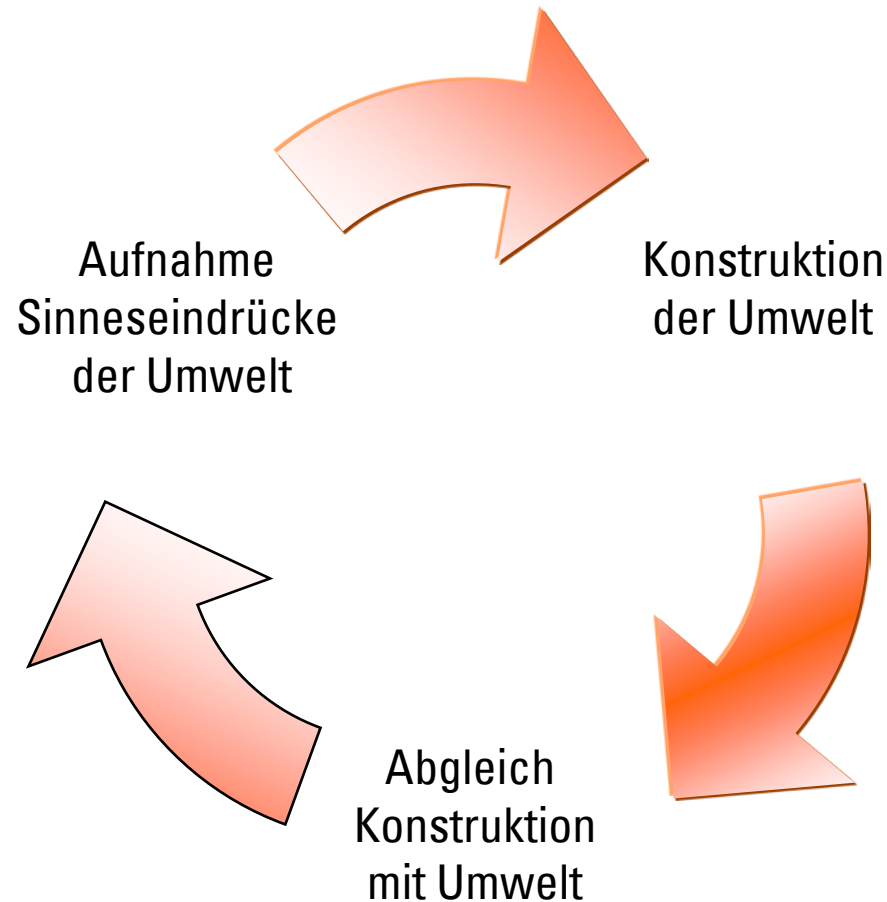 Aufnahme
Sinneseindrücke
der Umwelt
Konstruktion
der Umwelt
Abgleich
Konstruktion
mit Umwelt